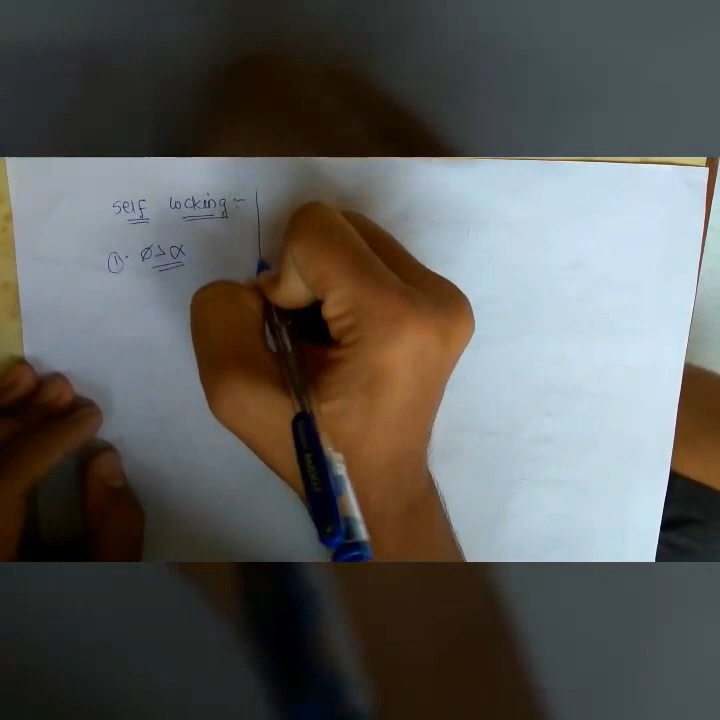 self locking :-
① . φ > α